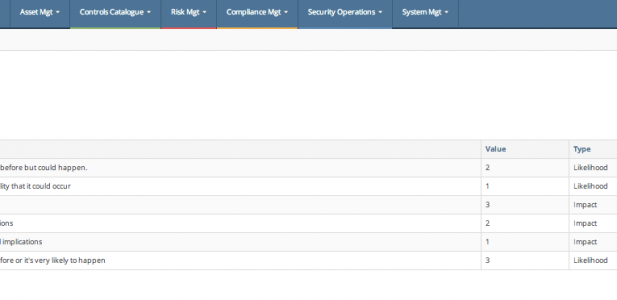 Asset Mgt Controls Catalogue Risk Mgt Compliance Mgt Security Operations System Mgt
Value Type
before but could happen. 2 Likelihood
lity that it could occur 1 Likelihood
3 Impact
ions 2 Impact
l implications 1 Impact
fore or it's very likely to happen 3 Likelihood